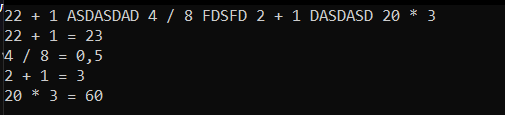 22 + 1 ASDASDAD 4 / 8 FDSFD 2 + 1 DASDASD 20 * 3
22 + 1 = 23
4 / 8 = 0,5
2 + 1 = 3
20 * 3 = 60